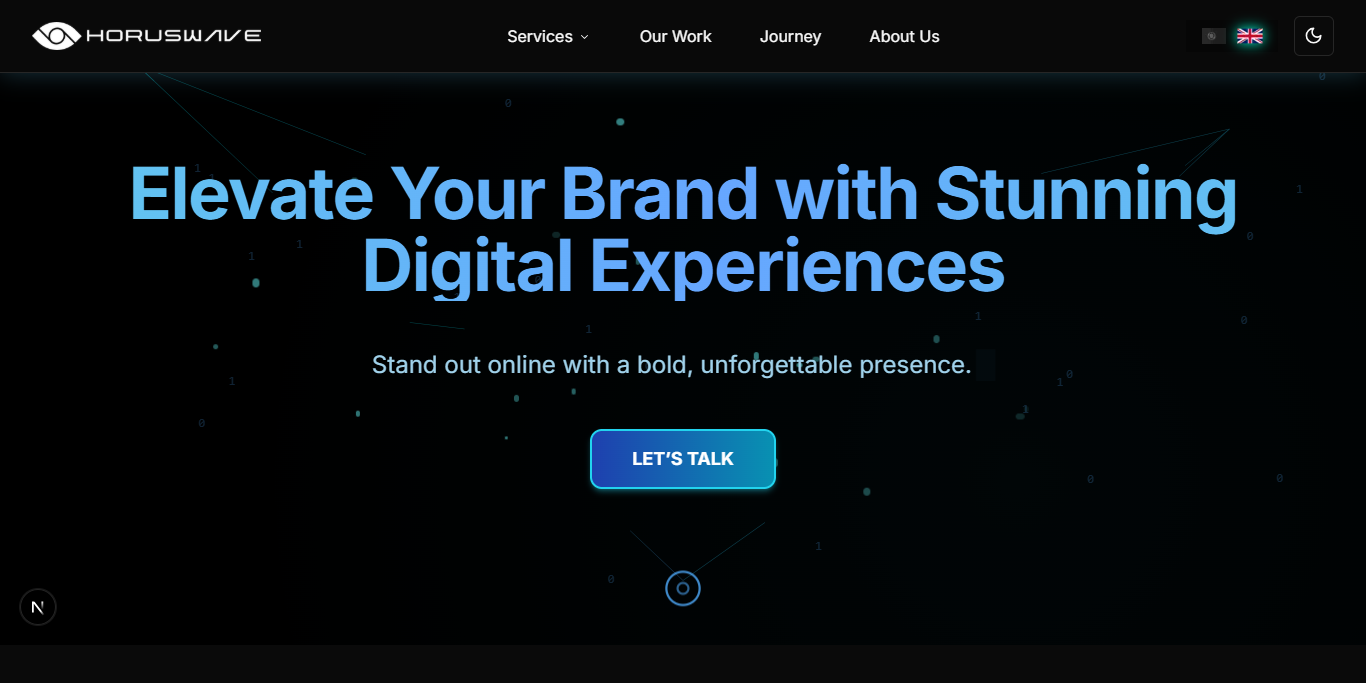 HORUSWAVE
Services
Our Work
Journey
About Us
Elevate Your Brand with Stunning
Digital Experiences
Stand out online with a bold, unforgettable presence.
LET’S TALK
N